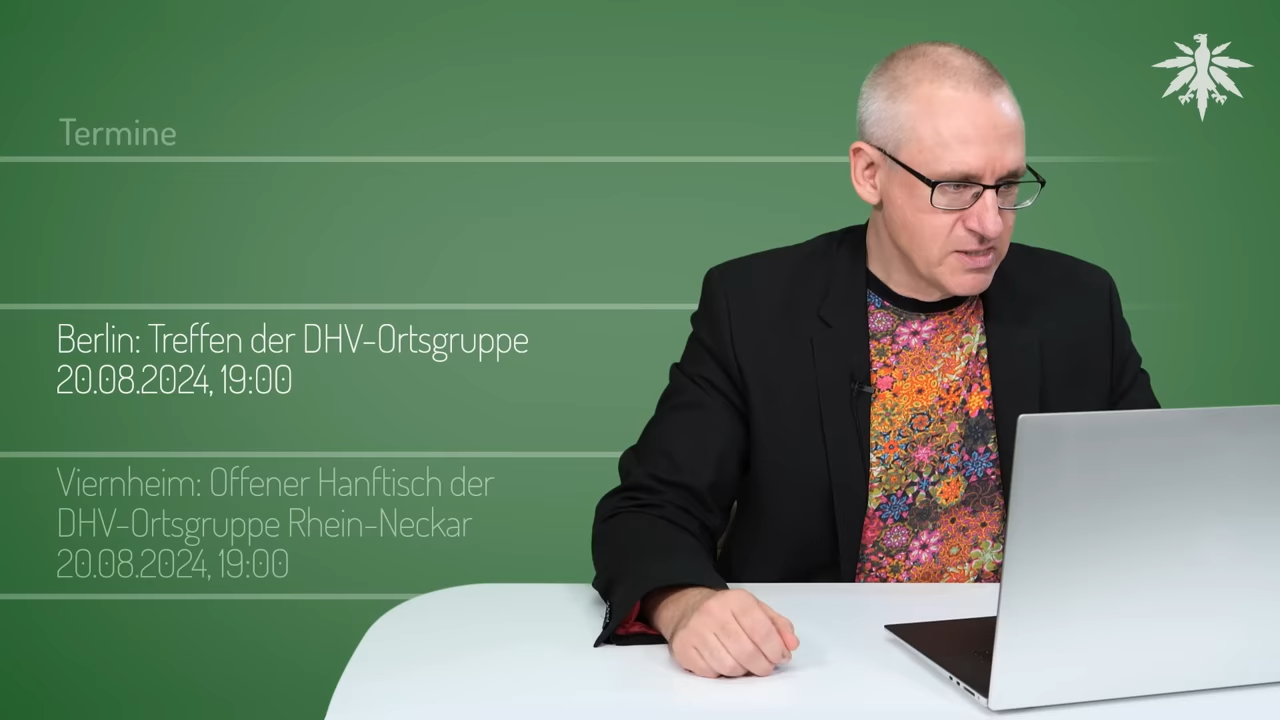 Termine
Berlin: Treffen der DHV-Ortsgruppe
20.08.2024, 19:00
Viernheim: Offener Hanftisch der
DHV-Ortsgruppe Rhein-Neckar
20.08.2024, 19:00